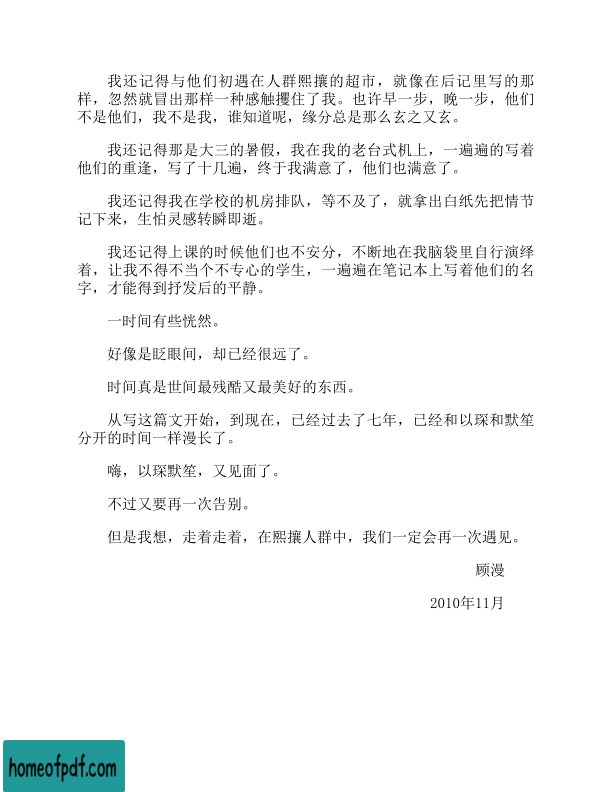 我还记得与他们初遇在人群熙攘的超市，就像在后记里写的那
样，忽然就冒出那样一种感触攫住了我。也许早一步，晚一步，他们
不是他们，我不是我，谁知道呢，缘分总是那么玄之又玄。
我还记得那是大三的暑假，我在我的老台式机上，一遍遍的写着
他们的重逢，写了十几遍，终于我满意了，他们也满意了。
我还记得我在学校的机房排队，等不及了，就拿出白纸先把情节
记下来，生怕灵感转瞬即逝。
我还记得上课的时候他们也不安分，不断地在我脑袋里自行演绎
着，让我不得不当个不专心的学生，一遍遍在笔记本上写着他们的名
字，才能得到抒发后的平静。
一时间有些恍然。
好像是眨眼间，却已经很远了。
时间真是世间最残酷又最美好的东西。
从写这篇文开始，到现在，已经过去了七年，已经和以琛和默笙
分开的时间一样漫长了。
嗨，以琛默笙，又见面了。
不过又要再一次告别。
但是我想，走着走着，在熙攘人群中，我们一定会再一次遇见。
顾漫
2010年11月
homeofpdf.com